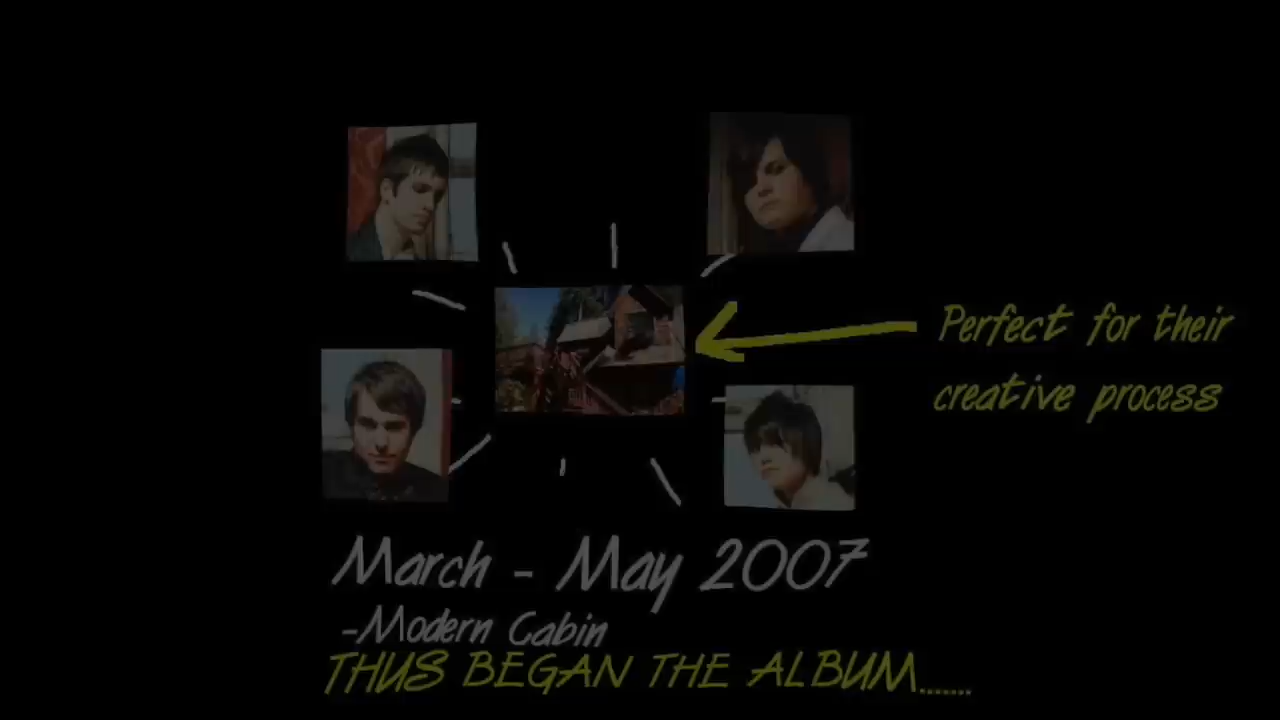 Perfect for their
creative process
March - May 2007
-Modern Cabin
THUS BEGAN THE ALBUM......